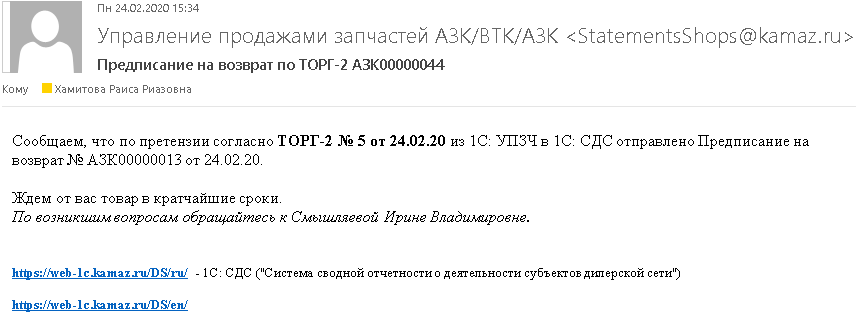 Пн 24.02.2020 15:34
Управление продажами запчастей АЗК/ВТК/АЗК <StatementsShops@kamaz.ru>
Предписание на возврат по ТОРГ-2 АЗК00000044
Кому Хамитова Раиса Риазовна
Сообщаем, что по претензии согласно ТОРГ-2 № 5 от 24.02.20 из 1С: УПЗЧ в 1С: СДС отправлено Предписание на
возврат № АЗК00000013 от 24.02.20.
Ждем от вас товар в кратчайшие сроки.
По возникшим вопросам обращайтесь к Смышляевой Ирине Владимировне.
https://web-1c.kamaz.ru/DS/ru/ - 1С: СДС ("Система сводной отчетности о деятельности субъектов дилерской сети")
https://web-1c.kamaz.ru/DS/en/